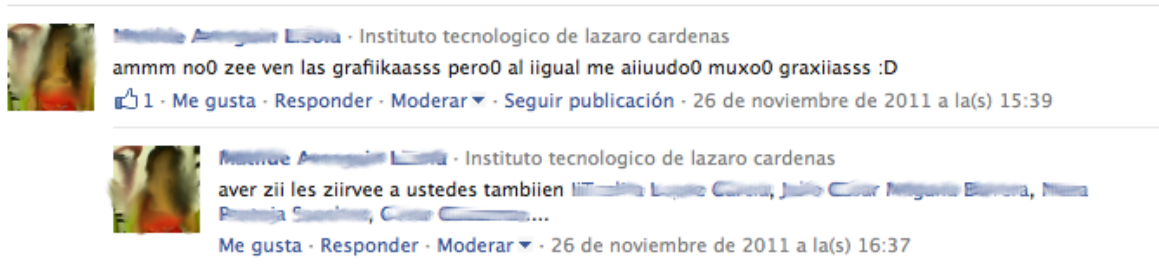 · Instituto tecnologico de lazaro cardenas
ammm no0 zee ven las grafiikaasss pero0 al iigual me aiiuudo0 muxo0 graxiiasss :D
1 · Me gusta · Responder · Moderar ▾ · Seguir publicación · 26 de noviembre de 2011 a la(s) 15:39
· Instituto tecnologico de lazaro cardenas
aver zii les ziirvee a ustedes tambiien
....
Me gusta · Responder · Moderar ▾ · 26 de noviembre de 2011 a la(s) 16:37